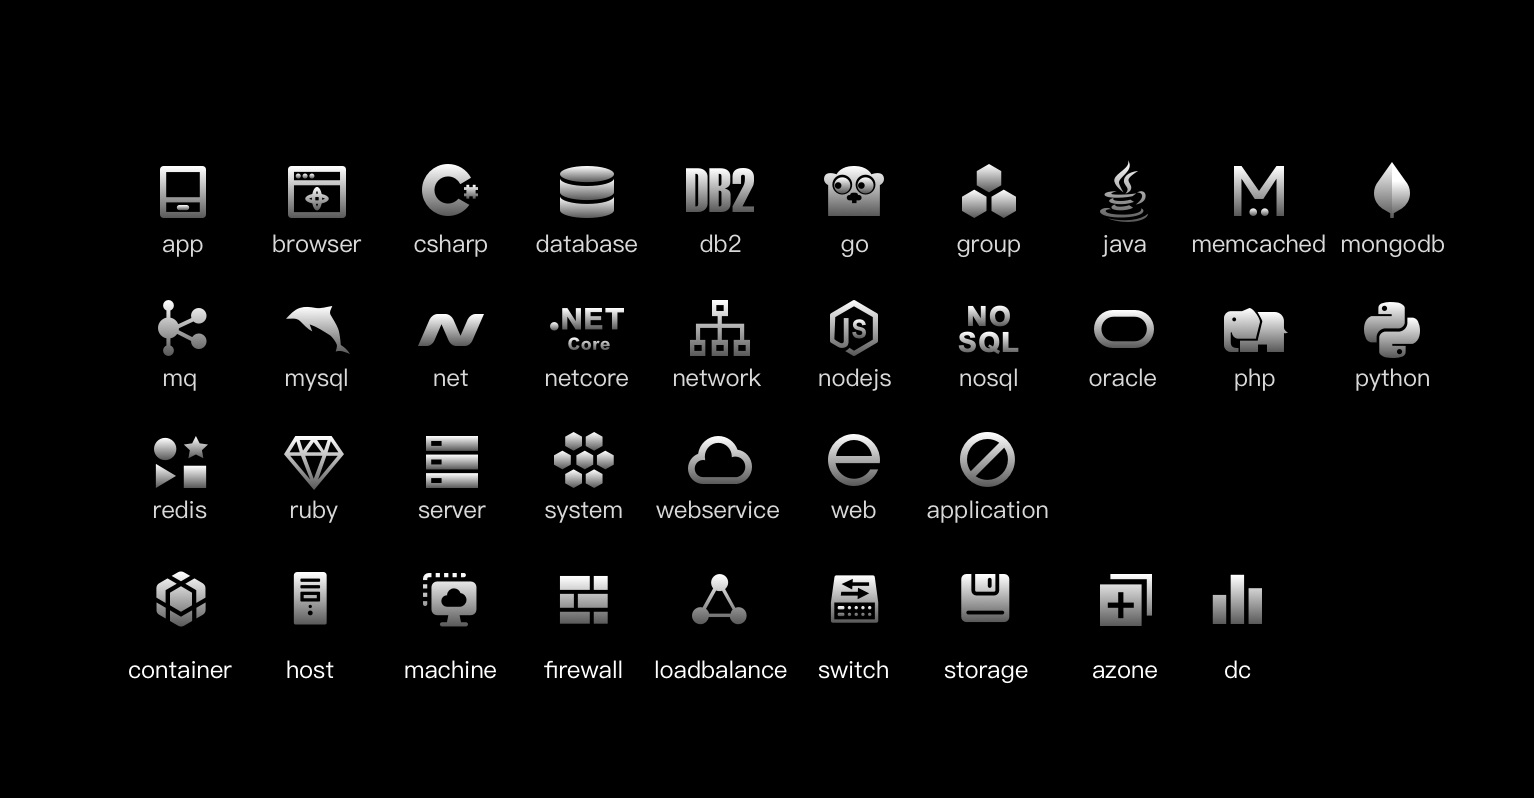 DB2
app browser csharp database db2 go group java memcached mongodb
.NET NO
JS
Core SQL
mq mysql net netcore network nodejs nosql oracle php python
redis ruby server system webservice web application
container host machine firewall loadbalance switch storage azone dc